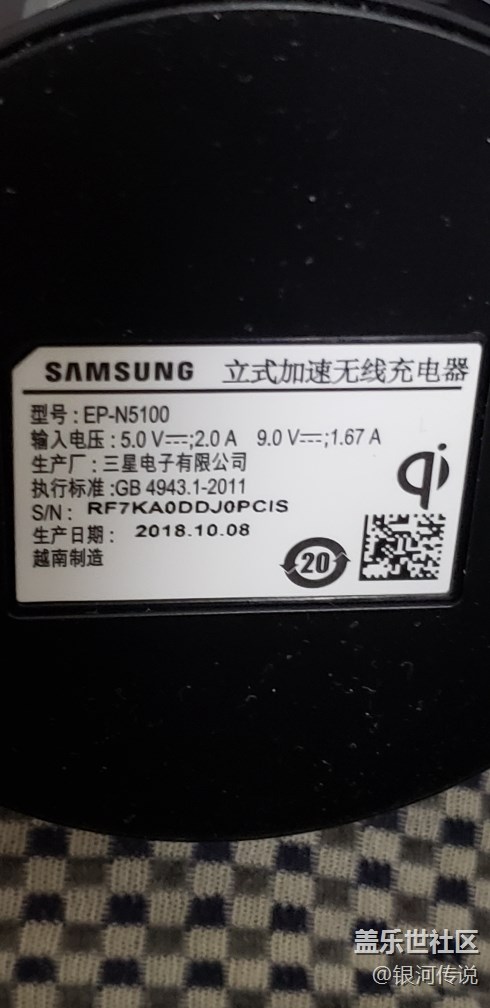 SAMSUNG 立式加速无线充电器
型号:EP-N5100
输入电压:5.0 V⎓;2.0 A 9.0 V⎓;1.67 A
生产厂:三星电子有限公司
执行标准:GB 4943.1-2011
S/N: RF7KA0DDJ0PCIS
生产日期: 2018.10.08
越南制造
qi
20
盖乐世社区
@银河传说